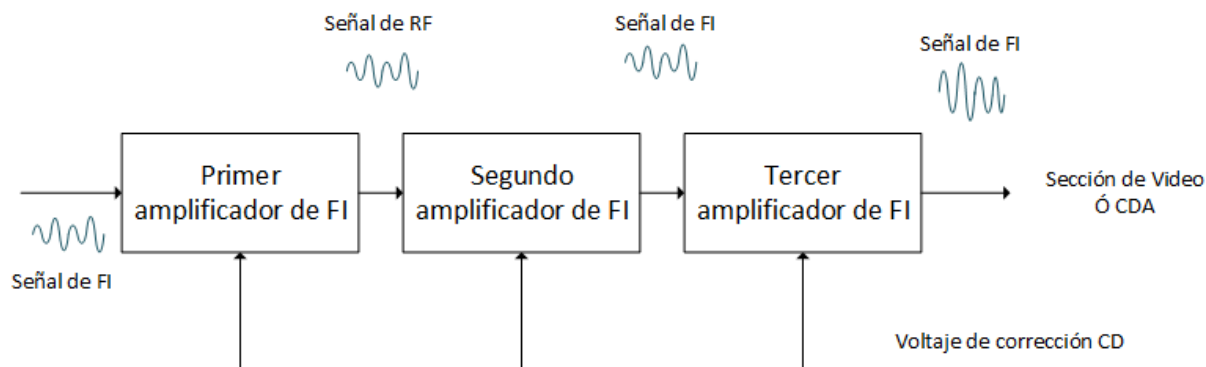 Señal de RF
Señal de FI
Señal de FI
Primer
amplificador de FI
Segundo
amplificador de FI
Tercer
amplificador de FI
Sección de Video
Ó CDA
Señal de FI
Voltaje de corrección CD